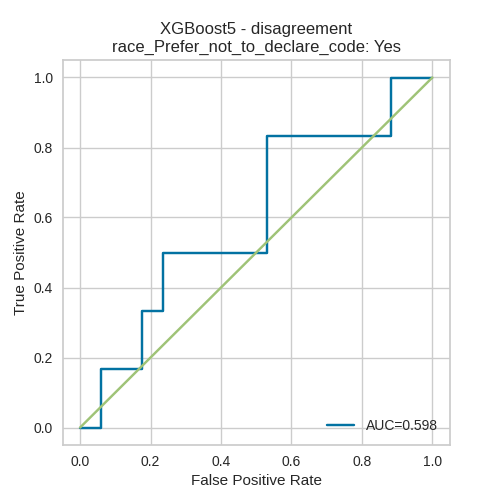 XGBoost5 - disagreement
race_Prefer_not_to_declare_code: Yes
1.0
0.8
0.6
0.4
0.2
0.0
True Positive Rate
AUC=0.598
0.0 0.2 0.4 0.6 0.8 1.0
False Positive Rate